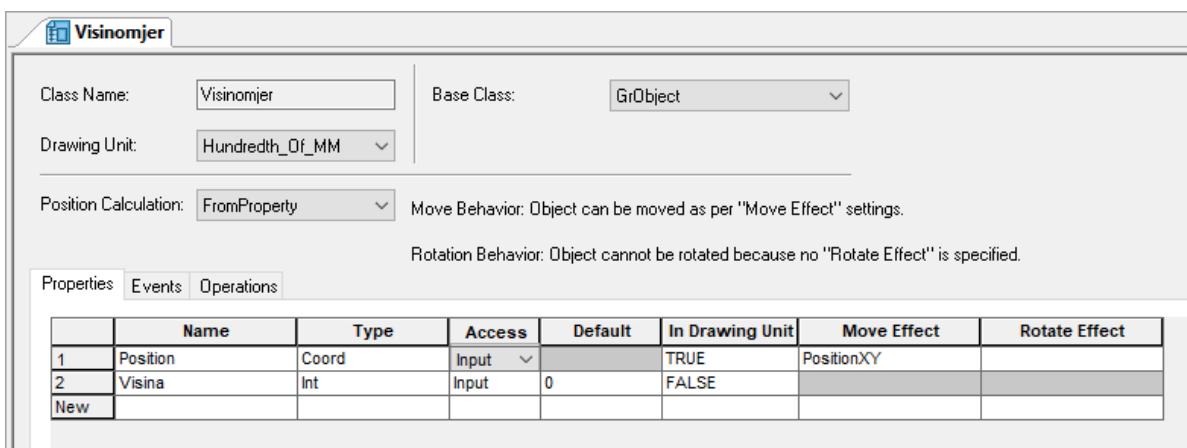 Visinomjer
Class Name: Visinomjer Base Class: GrObject
Drawing Unit: Hundredth_Of_MM
Position Calculation: FromProperty Move Behavior: Object can be moved as per "Move Effect" settings.
Rotation Behavior: Object cannot be rotated because no "Rotate Effect" is specified.
Properties Events Operations
Name Type Access Default In Drawing Unit Move Effect Rotate Effect
1 Position Coord Input TRUE PositionXY
2 Visina Int Input 0 FALSE
New